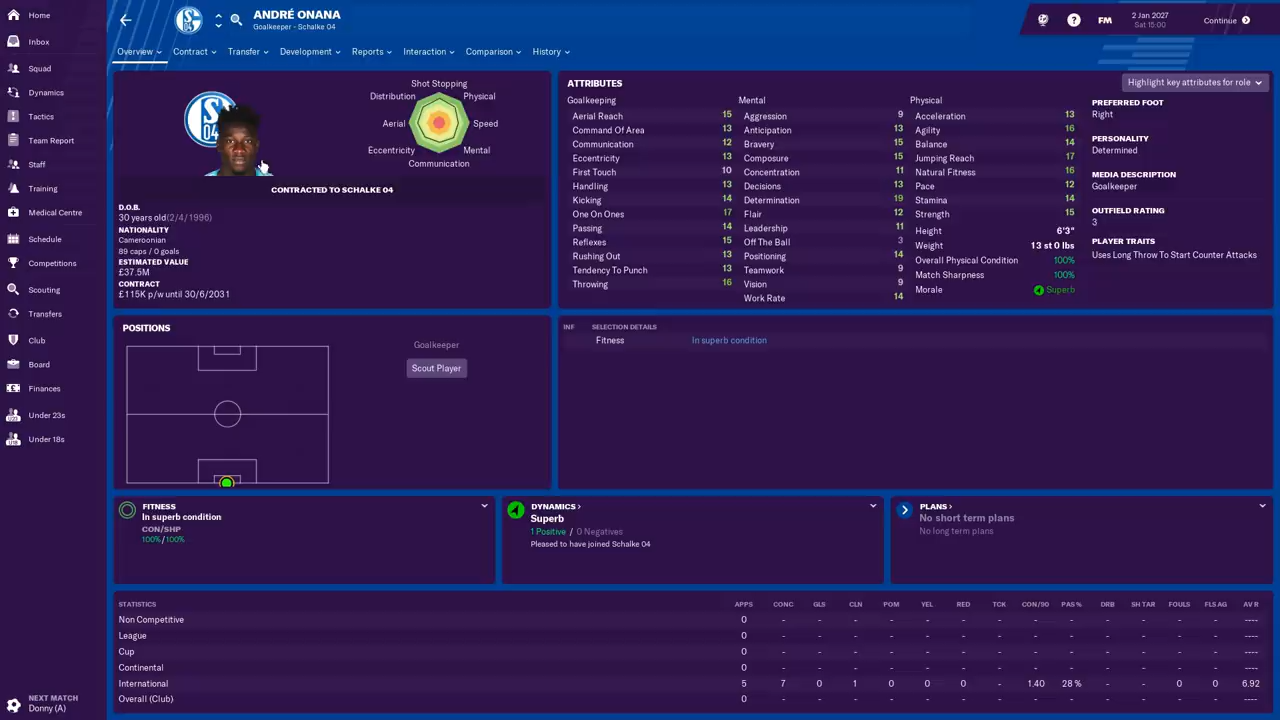 Home
Inbox
Squad
Dynamics
Tactics
Team Report
Staff
Training
Medical Centre
Schedule
Competitions
Scouting
Transfers
Club
Board
Finances
Under 23s
Under 18s
NEXT MATCH
Donny (A)
ANDRÉ ONANA
Goalkeeper - Schalke 04
FM
2 Jan 2027
Sat 15:00
Continue
Overview
Contract
Transfer
Development
Reports
Interaction
Comparison
History
Shot Stopping
Distribution
Physical
Aerial
Speed
Eccentricity
Mental
Communication
CONTRACTED TO SCHALKE 04
D.O.B.
30 years old (2/4/1996)
NATIONALITY
Cameroonian
89 caps / 0 goals
ESTIMATED VALUE
£37.5M
CONTRACT
£115K p/w until 30/6/2031
ATTRIBUTES
Highlight key attributes for role
Goalkeeping
Aerial Reach 15
Command Of Area 13
Communication 12
Eccentricity 13
First Touch 10
Handling 13
Kicking 14
One On Ones 17
Passing 14
Reflexes 15
Rushing Out 13
Tendency To Punch 13
Throwing 16
Mental
Aggression 9
Anticipation 13
Bravery 15
Composure 15
Concentration 11
Decisions 13
Determination 19
Flair 12
Leadership 11
Off The Ball 3
Positioning 14
Teamwork 9
Vision 9
Work Rate 14
Physical
Acceleration 13
Agility 16
Balance 14
Jumping Reach 17
Natural Fitness 16
Pace 12
Stamina 14
Strength 15
Height 6'3"
Weight 13 st 0 lbs
Overall Physical Condition 100%
Match Sharpness 100%
Morale Superb
PREFERRED FOOT
Right
PERSONALITY
Determined
MEDIA DESCRIPTION
Goalkeeper
OUTFIELD RATING
3
PLAYER TRAITS
Uses Long Throw To Start Counter Attacks
POSITIONS
Goalkeeper
Scout Player
INF SELECTION DETAILS
Fitness In superb condition
FITNESS
In superb condition
CON/SHP
100% / 100%
DYNAMICS >
Superb
1 Positive / 0 Negatives
Pleased to have joined Schalke 04
PLANS >
No short term plans
No long term plans
STATISTICS APPS CONC GLS CLN POM YEL RED TCK CON/90 PAS % DRB SH TAR FOULS FLS AG AV R
Non Competitive 0 - - - - - - - - - - - - - ----
League 0 - - - - - - - - - - - - - ----
Cup 0 - - - - - - - - - - - - - ----
Continental 0 - - - - - - - - - - - - - ----
International 5 7 0 1 0 0 0 - 1.40 28 % - - 0 0 6.92
Overall (Club) 0 - - - - - - - - - - - - - ----